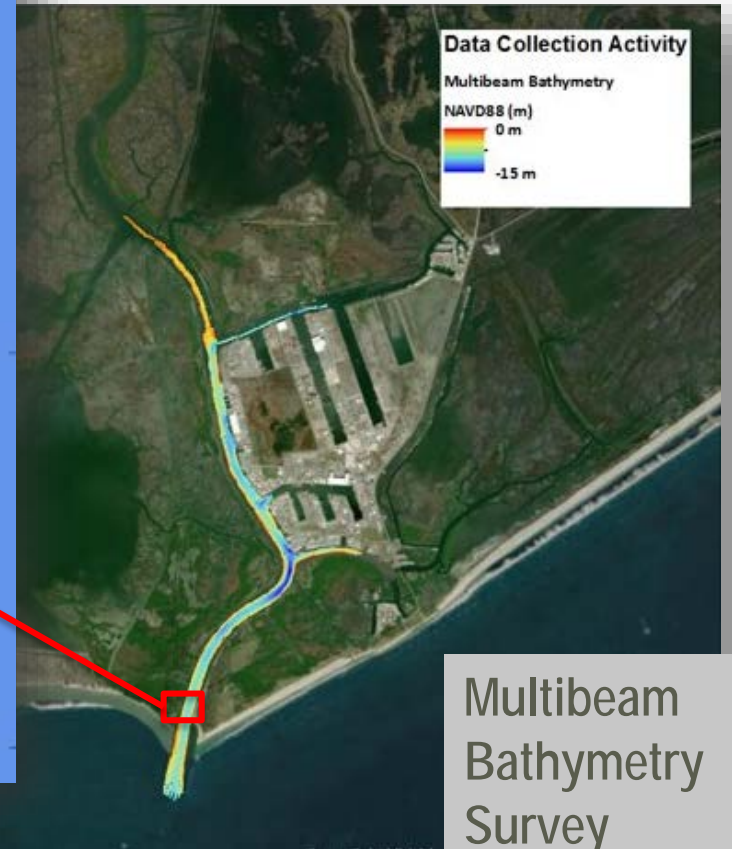 Data Collection Activity
Multibeam Bathymetry
NAVD88 (m)
0 m
-15 m
Multibeam
Bathymetry
Survey